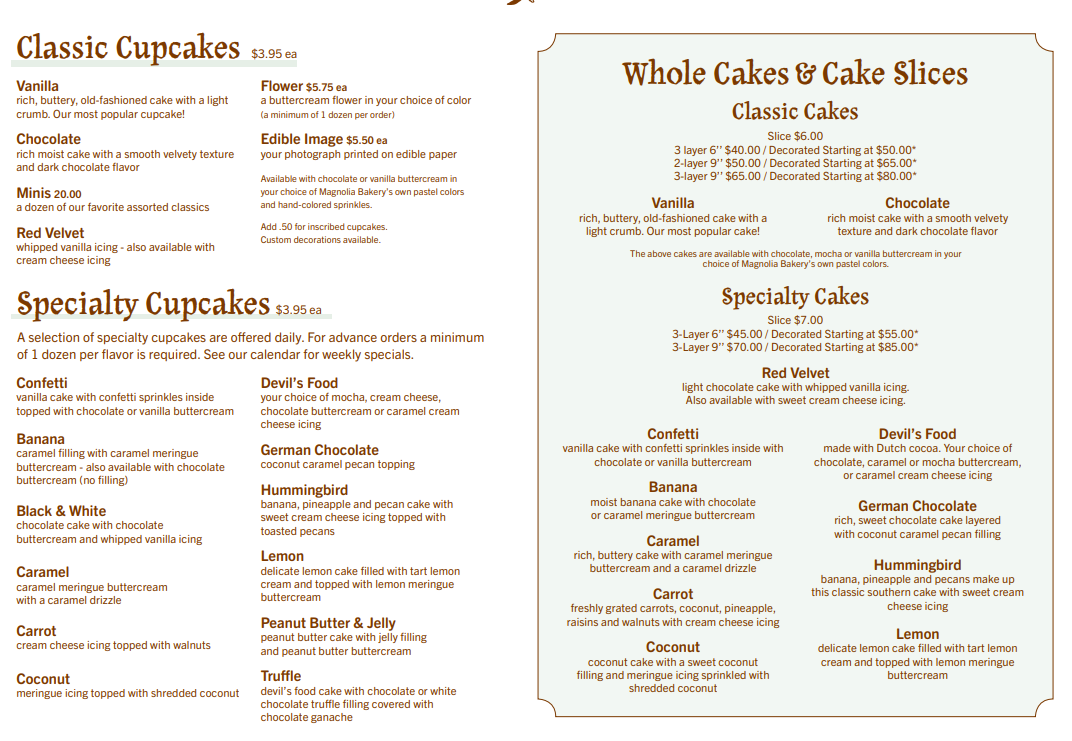 Classic Cupcakes $3.95 ea
Vanilla
rich, buttery, old-fashioned cake with a light
crumb. Our most popular cupcake!
Chocolate
rich moist cake with a smooth velvety texture
and dark chocolate flavor
Minis 20.00
a dozen of our favorite assorted classics
Red Velvet
whipped vanilla icing - also available with
cream cheese icing
Flower $5.75 ea
a buttercream flower in your choice of color
(a minimum of 1 dozen per order)
Edible Image $5.50 ea
your photograph printed on edible paper
Available with chocolate or vanilla buttercream in
your choice of Magnolia Bakery's own pastel colors
and hand-colored sprinkles.
Add .50 for inscribed cupcakes.
Custom decorations available.
Specialty Cupcakes $3.95 ea
A selection of specialty cupcakes are offered daily. For advance orders a minimum
of 1 dozen per flavor is required. See our calendar for weekly specials.
Confetti
vanilla cake with confetti sprinkles inside
topped with chocolate or vanilla buttercream
Banana
caramel filling with caramel meringue
buttercream - also available with chocolate
buttercream (no filling)
Black & White
chocolate cake with chocolate
buttercream and whipped vanilla icing
Caramel
caramel meringue buttercream
with a caramel drizzle
Carrot
cream cheese icing topped with walnuts
Coconut
meringue icing topped with shredded coconut
Devil's Food
your choice of mocha, cream cheese,
chocolate buttercream or caramel cream
cheese icing
German Chocolate
coconut caramel pecan topping
Hummingbird
banana, pineapple and pecan cake with
sweet cream cheese icing topped with
toasted pecans
Lemon
delicate lemon cake filled with tart lemon
cream and topped with lemon meringue
buttercream
Peanut Butter & Jelly
peanut butter cake with jelly filling
and peanut butter buttercream
Truffle
devil's food cake with chocolate or white
chocolate truffle filling covered with
chocolate ganache
Whole Cakes & Cake Slices
Classic Cakes
Slice $6.00
3 layer 6'' $40.00 / Decorated Starting at $50.00*
2-layer 9'' $50.00 / Decorated Starting at $65.00*
3-layer 9'' $65.00 / Decorated Starting at $80.00*
Vanilla
rich, buttery, old-fashioned cake with a
light crumb. Our most popular cake!
Chocolate
rich moist cake with a smooth velvety
texture and dark chocolate flavor
The above cakes are available with chocolate, mocha or vanilla buttercream in your
choice of Magnolia Bakery's own pastel colors.
Specialty Cakes
Slice $7.00
3-Layer 6'' $45.00 / Decorated Starting at $55.00*
3-Layer 9'' $70.00 / Decorated Starting at $85.00*
Red Velvet
light chocolate cake with whipped vanilla icing.
Also available with sweet cream cheese icing.
Confetti
vanilla cake with confetti sprinkles inside with
chocolate or vanilla buttercream
Banana
moist banana cake with chocolate
or caramel meringue buttercream
Caramel
rich, buttery cake with caramel meringue
buttercream and a caramel drizzle
Carrot
freshly grated carrots, coconut, pineapple,
raisins and walnuts with cream cheese icing
Coconut
coconut cake with a sweet coconut
filling and meringue icing sprinkled with
shredded coconut
Devil's Food
made with Dutch cocoa. Your choice of
chocolate, caramel or mocha buttercream,
or caramel cream cheese icing
German Chocolate
rich, sweet chocolate cake layered
with coconut caramel pecan filling
Hummingbird
banana, pineapple and pecans make up
this classic southern cake with sweet cream
cheese icing
Lemon
delicate lemon cake filled with tart lemon
cream and topped with lemon meringue
buttercream